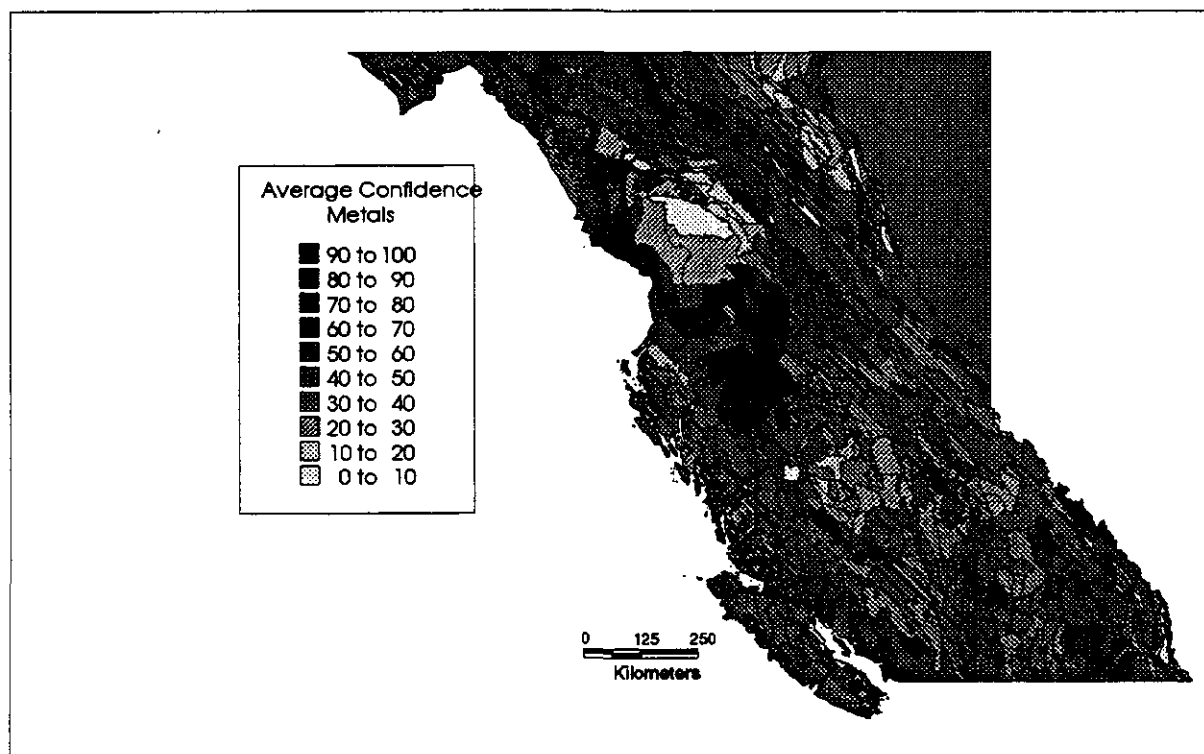 Average Confidence
Metals
90 to 100
80 to 90
70 to 80
60 to 70
50 to 60
40 to 50
30 to 40
20 to 30
10 to 20
0 to 10
0 125 250
Kilometers